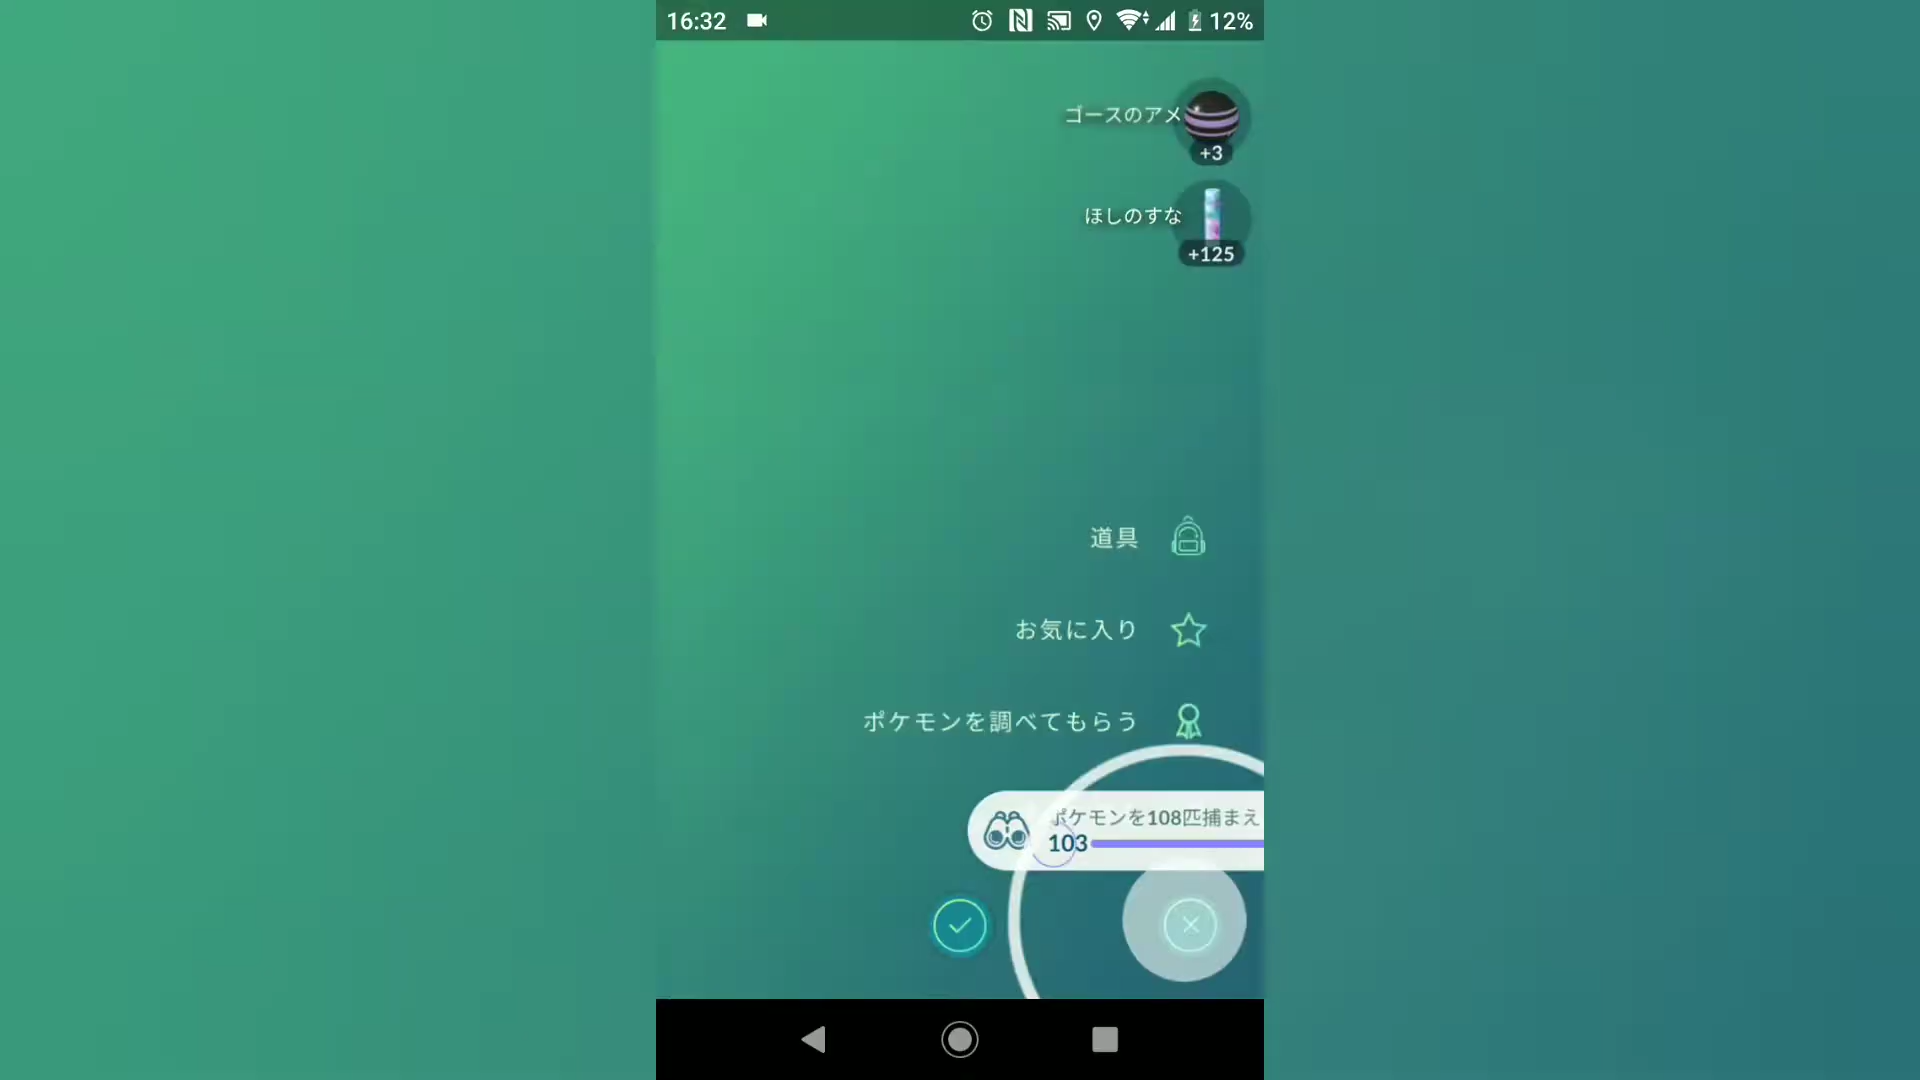 16:32
12%
ゴースのアメ
+3
ほしのすな
+125
道具
お気に入り
ポケモンを調べてもらう
ポケモンを108匹捕まえ
103